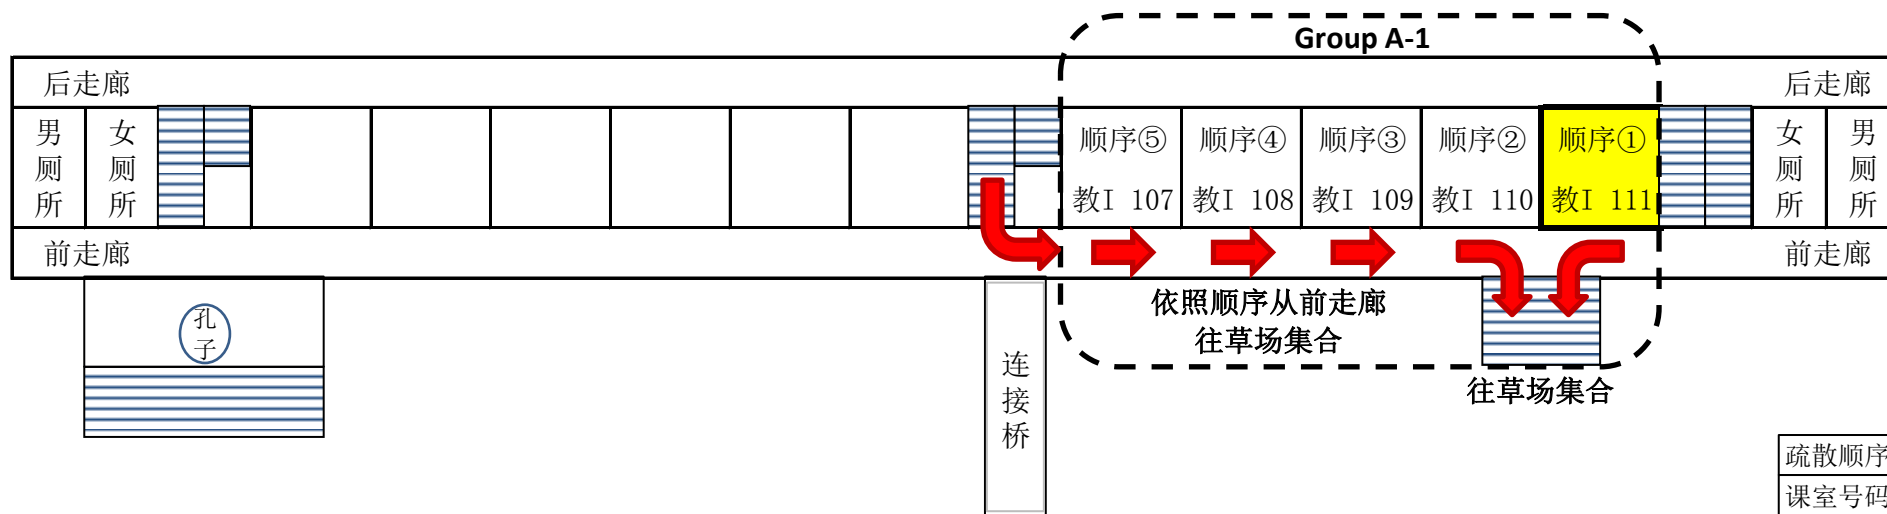 Group A-1
后走廊
后走廊
男厕所
女厕所
顺序⑤
教I 107
顺序④
教I 108
顺序③
教I 109
顺序②
教I 110
顺序①
教I 111
女厕所
男厕所
前走廊
前走廊
孔子
连接桥
依照顺序从前走廊
往草场集合
往草场集合
疏散顺序
课室号码